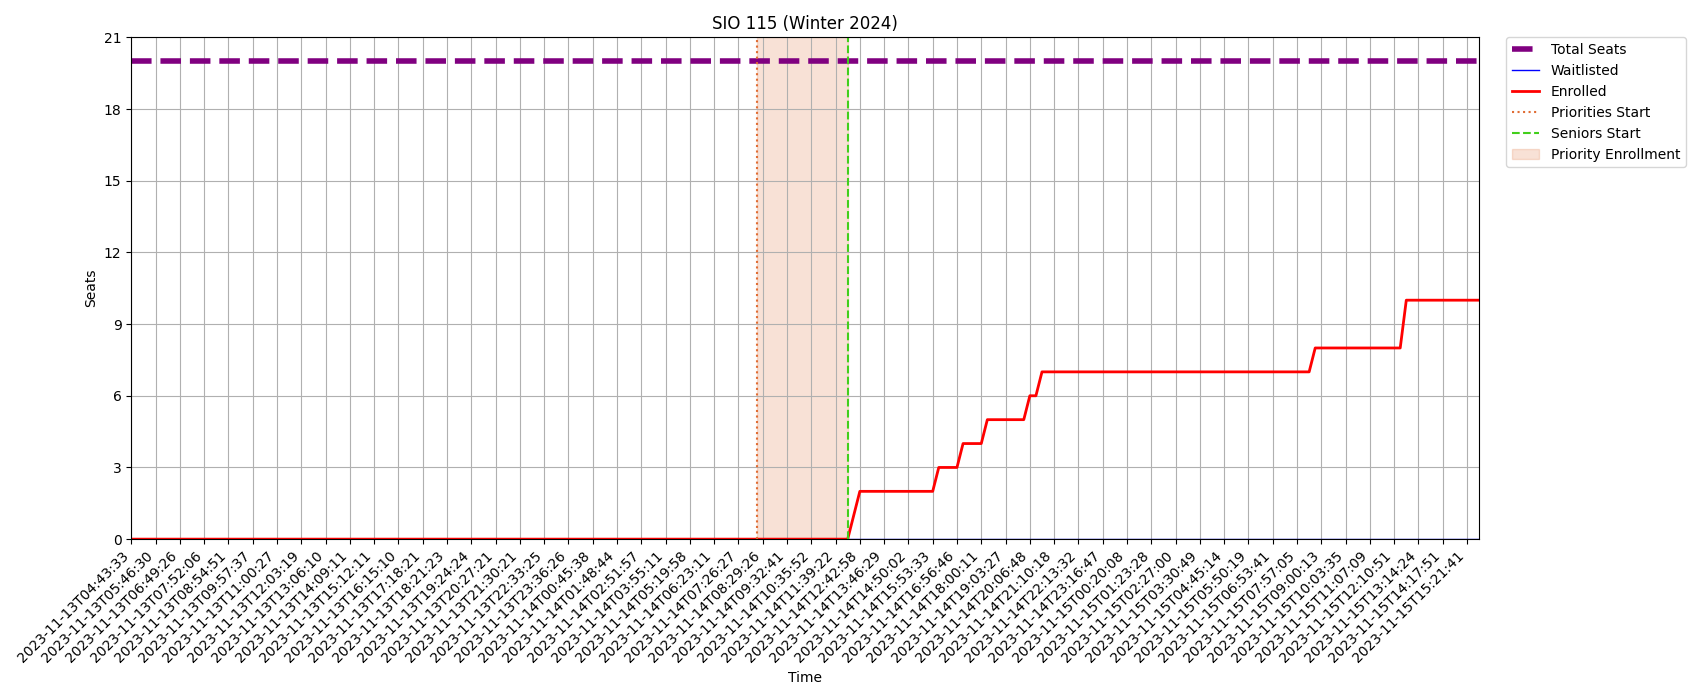 SIO 115 (Winter 2024)
Total Seats
Waitlisted
Enrolled
Priorities Start
Seniors Start
Priority Enrollment
21
18
15
12
9
6
3
0
Seats
2023-11-13T04:43:33
2023-11-13T05:46:30
2023-11-13T06:49:26
2023-11-13T07:52:06
2023-11-13T08:54:51
2023-11-13T09:57:37
2023-11-13T11:00:27
2023-11-13T12:03:19
2023-11-13T13:06:10
2023-11-13T14:09:11
2023-11-13T15:12:11
2023-11-13T16:15:10
2023-11-13T17:18:21
2023-11-13T18:21:23
2023-11-13T19:24:24
2023-11-13T20:27:21
2023-11-13T21:30:21
2023-11-13T22:33:25
2023-11-13T23:36:26
2023-11-14T00:45:38
2023-11-14T01:48:44
2023-11-14T02:51:57
2023-11-14T03:55:11
2023-11-14T05:19:58
2023-11-14T06:23:11
2023-11-14T07:26:27
2023-11-14T08:29:26
2023-11-14T09:32:41
2023-11-14T10:35:52
2023-11-14T11:39:22
2023-11-14T12:42:58
2023-11-14T13:46:29
2023-11-14T14:50:02
2023-11-14T15:53:33
2023-11-14T16:56:46
2023-11-14T18:00:11
2023-11-14T19:03:27
2023-11-14T20:06:48
2023-11-14T21:10:18
2023-11-14T22:13:32
2023-11-14T23:16:47
2023-11-15T00:20:08
2023-11-15T01:23:28
2023-11-15T02:27:00
2023-11-15T03:30:49
2023-11-15T04:45:14
2023-11-15T05:50:19
2023-11-15T06:53:41
2023-11-15T07:57:05
2023-11-15T09:00:13
2023-11-15T10:03:35
2023-11-15T11:07:09
2023-11-15T12:10:51
2023-11-15T13:14:24
2023-11-15T14:17:51
2023-11-15T15:21:41
Time